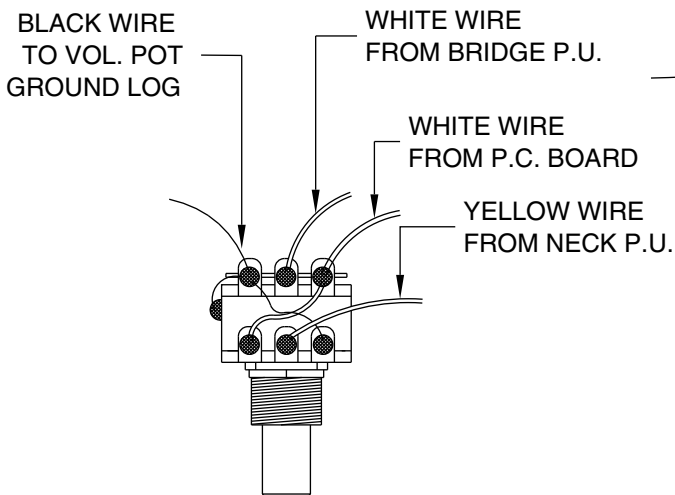 BLACK WIRE
TO VOL. POT
GROUND LOG
WHITE WIRE
FROM BRIDGE P.U.
WHITE WIRE
FROM P.C. BOARD
YELLOW WIRE
FROM NECK P.U.